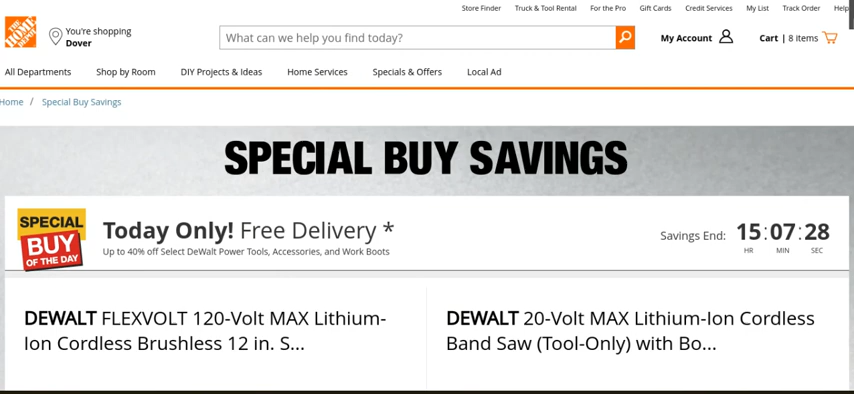 Store Finder Truck & Tool Rental For the Pro Gift Cards Credit Services My List Track Order Help
THE HOME DEPOT
You're shopping
Dover
What can we help you find today?
My Account
Cart | 8 items
All Departments Shop by Room DIY Projects & Ideas Home Services Specials & Offers Local Ad
Home / Special Buy Savings
SPECIAL BUY SAVINGS
SPECIAL
BUY
OF THE DAY
Today Only! Free Delivery *
Up to 40% off Select DeWalt Power Tools, Accessories, and Work Boots
Savings End: 15:07:28
HR MIN SEC
DEWALT FLEXVOLT 120-Volt MAX Lithium-
Ion Cordless Brushless 12 in. S...
DEWALT 20-Volt MAX Lithium-Ion Cordless
Band Saw (Tool-Only) with Bo...